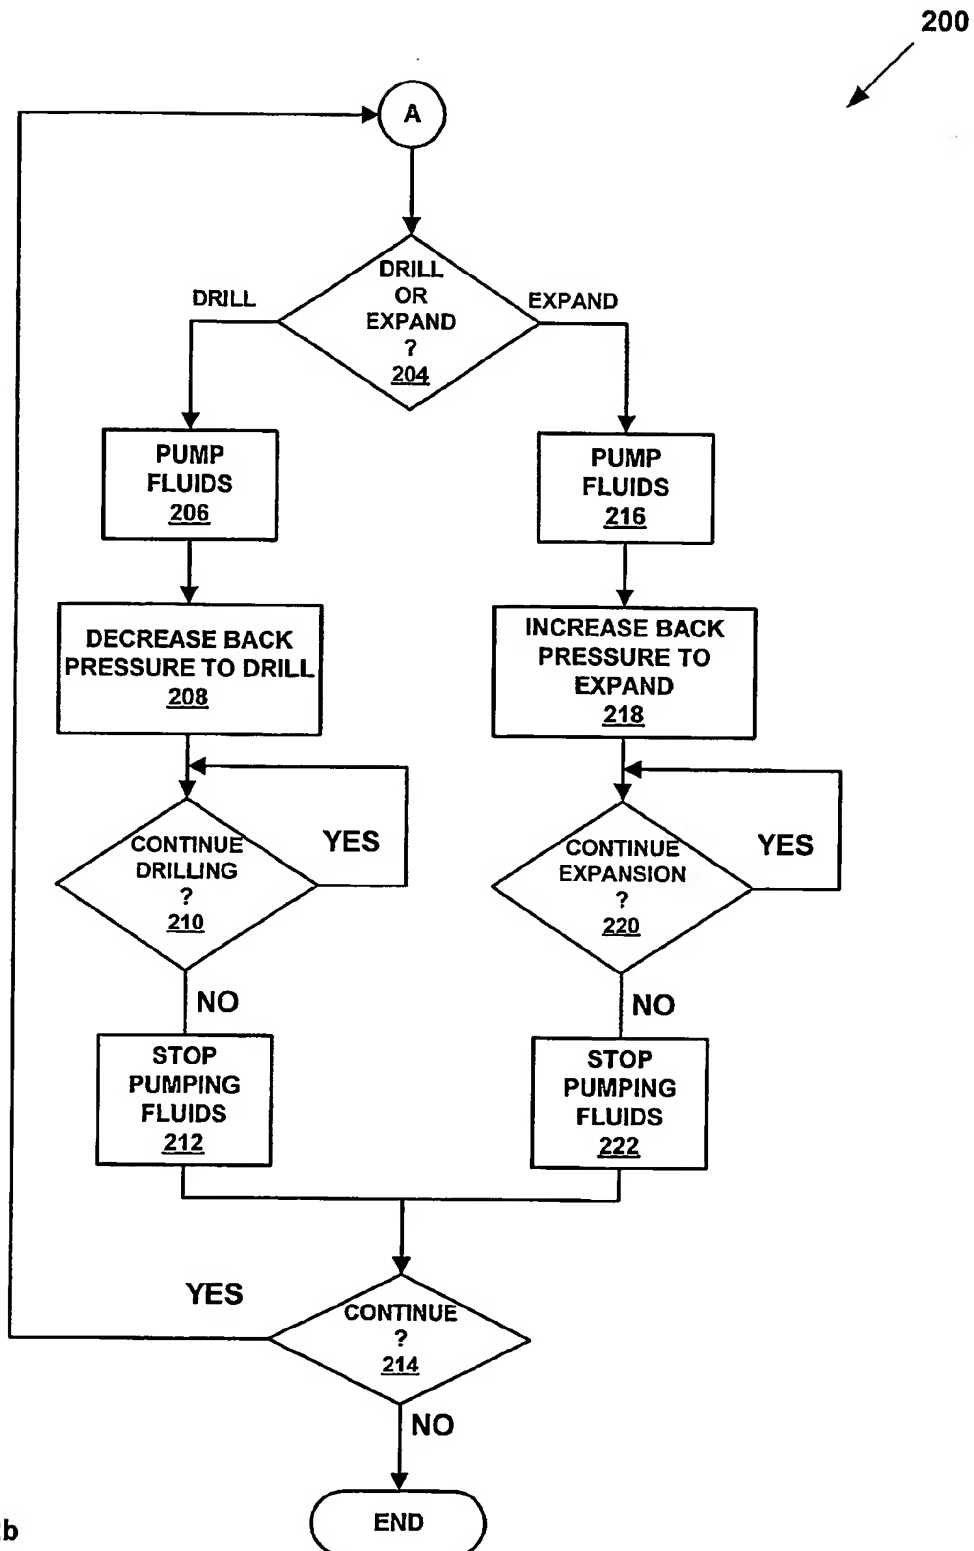 200
A
DRILL
OR
EXPAND
?
204
DRILL
EXPAND
PUMP
FLUIDS
206
PUMP
FLUIDS
216
DECREASE BACK
PRESSURE TO DRILL
208
INCREASE BACK
PRESSURE TO
EXPAND
218
CONTINUE
DRILLING
?
210
YES
CONTINUE
EXPANSION
?
220
YES
NO
NO
STOP
PUMPING
FLUIDS
212
STOP
PUMPING
FLUIDS
222
YES
CONTINUE
?
214
NO
END